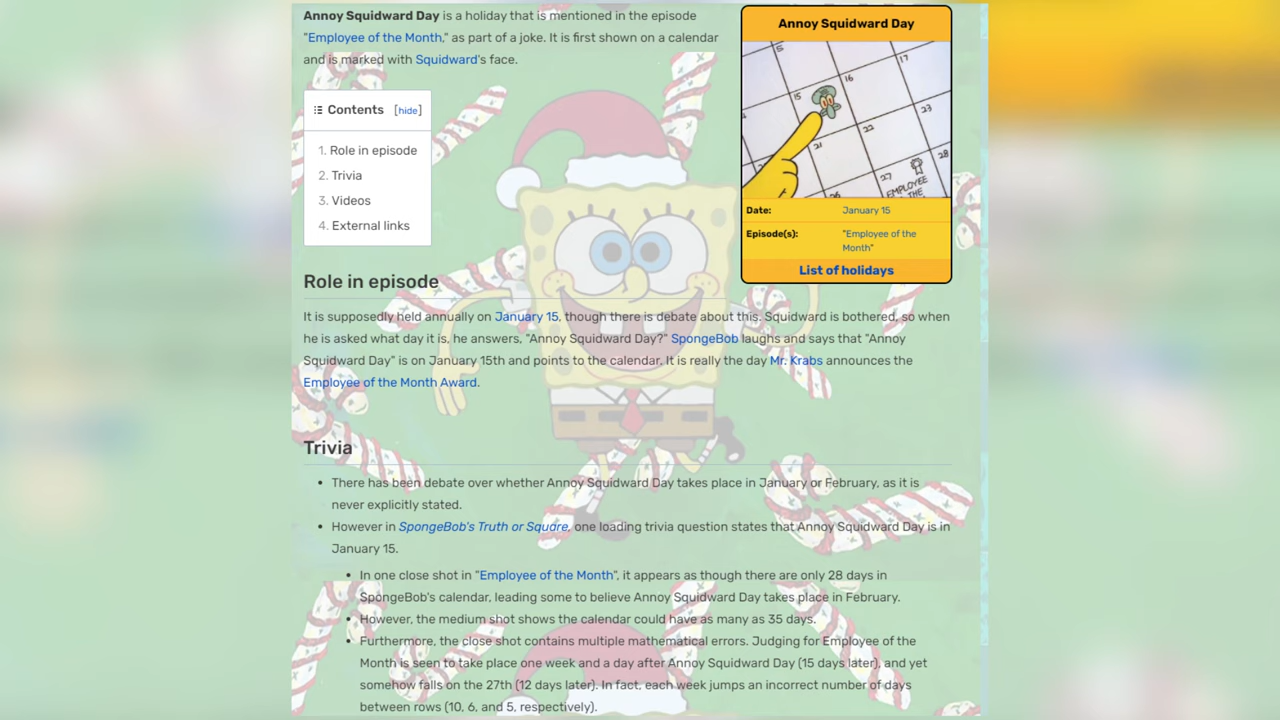 Annoy Squidward Day is a holiday that is mentioned in the episode
"Employee of the Month," as part of a joke. It is first shown on a calendar
and is marked with Squidward's face.
Contents [hide]
1. Role in episode
2. Trivia
3. Videos
4. External links
Annoy Squidward Day
5
17
16
15
23
22
21
28
27
EMPLOYEE
THE
Date: January 15
Episode(s): "Employee of the
Month"
List of holidays
Role in episode
It is supposedly held annually on January 15, though there is debate about this. Squidward is bothered, so when
he is asked what day it is, he answers, "Annoy Squidward Day?" SpongeBob laughs and says that "Annoy
Squidward Day" is on January 15th and points to the calendar. It is really the day Mr. Krabs announces the
Employee of the Month Award.
Trivia
• There has been debate over whether Annoy Squidward Day takes place in January or February, as it is
never explicitly stated.
• However in SpongeBob's Truth or Square, one loading trivia question states that Annoy Squidward Day is in
January 15.
• In one close shot in "Employee of the Month", it appears as though there are only 28 days in
SpongeBob's calendar, leading some to believe Annoy Squidward Day takes place in February.
• However, the medium shot shows the calendar could have as many as 35 days.
• Furthermore, the close shot contains multiple mathematical errors. Judging for Employee of the
Month is seen to take place one week and a day after Annoy Squidward Day (15 days later), and yet
somehow falls on the 27th (12 days later). In fact, each week jumps an incorrect number of days
between rows (10, 6, and 5, respectively).